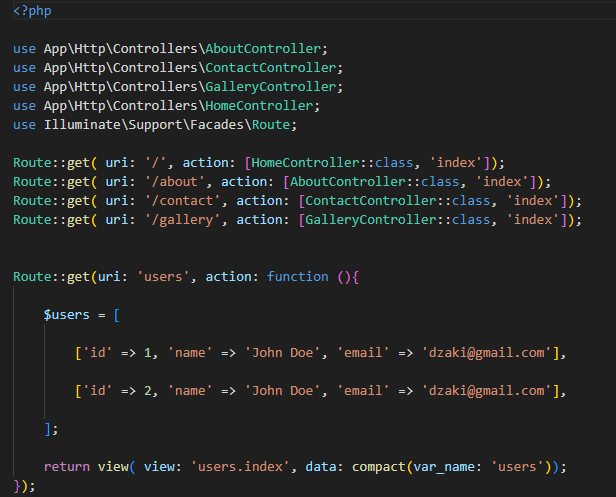 <?php
use App\Http\Controllers\AboutController;
use App\Http\Controllers\ContactController;
use App\Http\Controllers\GalleryController;
use App\Http\Controllers\HomeController;
use Illuminate\Support\Facades\Route;
Route::get( uri: '/', action: [HomeController::class, 'index']);
Route::get( uri: '/about', action: [AboutController::class, 'index']);
Route::get( uri: '/contact', action: [ContactController::class, 'index']);
Route::get( uri: '/gallery', action: [GalleryController::class, 'index']);
Route::get(uri: 'users', action: function (){
$users = [
['id' => 1, 'name' => 'John Doe', 'email' => 'dzaki@gmail.com'],
['id' => 2, 'name' => 'John Doe', 'email' => 'dzaki@gmail.com'],
];
return view( view: 'users.index', data: compact(var_name: 'users'));
});